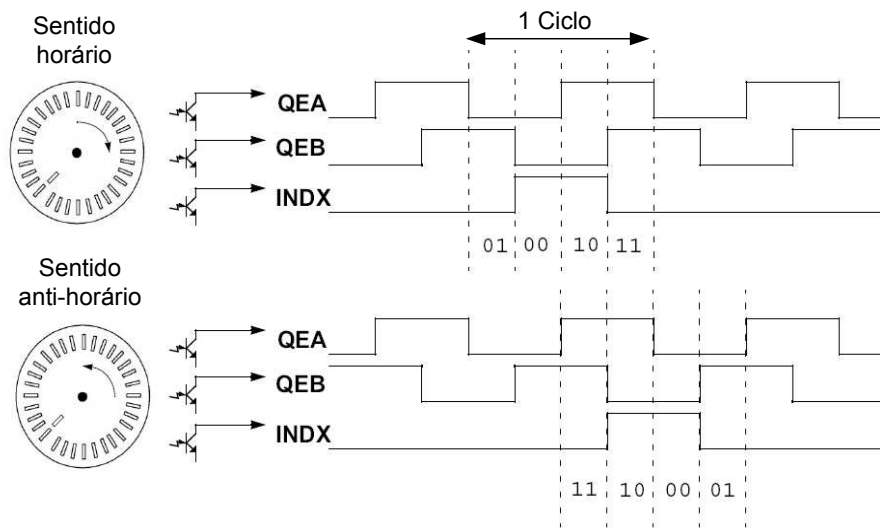 1 Ciclo
Sentido
horário
QEA
QEB
INDX
01 00 10 11
Sentido
anti-horário
QEA
QEB
INDX
11 10 00 01